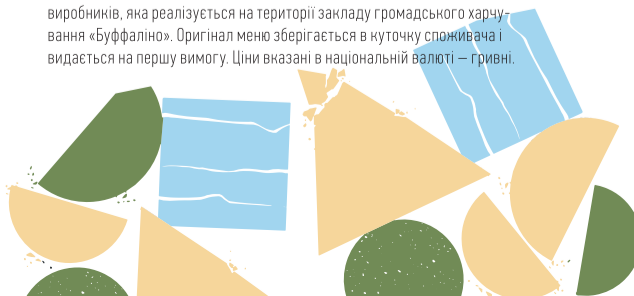 виробників, яка реалізується на території закладу громадського харчу-
вання «Буффаліно». Оригінал меню зберігається в куточку споживача і
видається на першу вимогу. Ціни вказані в національній валюті – гривні.